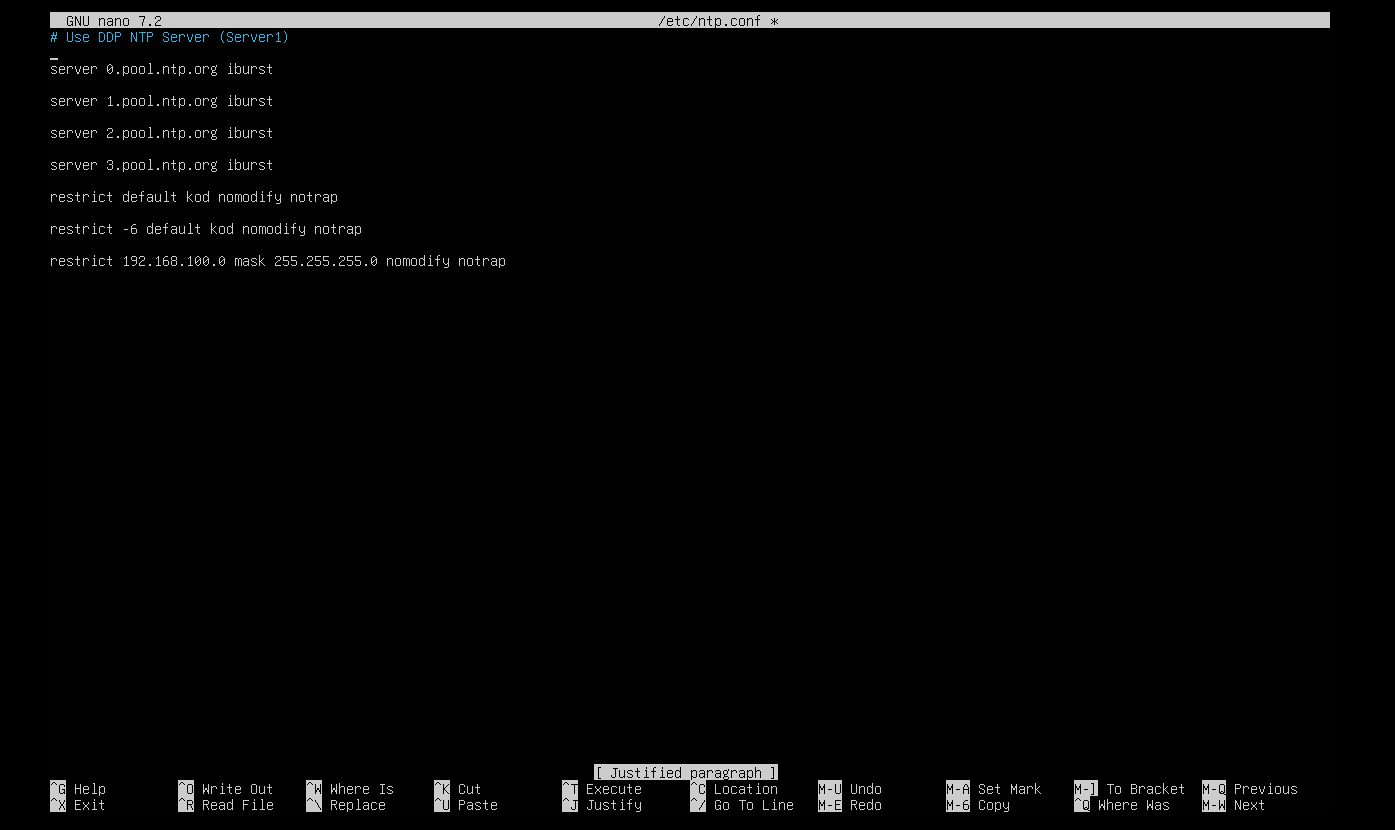 GNU nano 7.2 /etc/ntp.conf *
# Use DDP NTP Server (Server1)
server 0.pool.ntp.org iburst
server 1.pool.ntp.org iburst
server 2.pool.ntp.org iburst
server 3.pool.ntp.org iburst
restrict default kod nomodify notrap
restrict -6 default kod nomodify notrap
restrict 192.168.100.0 mask 255.255.255.0 nomodify notrap
[ Justified paragraph ]
^G Help ^O Write Out ^W Where Is ^K Cut ^T Execute ^C Location M-U Undo M-A Set Mark M-] To Bracket M-Q Previous
^X Exit ^R Read File ^\ Replace ^U Paste ^J Justify ^/ Go To Line M-E Redo M-6 Copy ^Q Where Was M-W Next